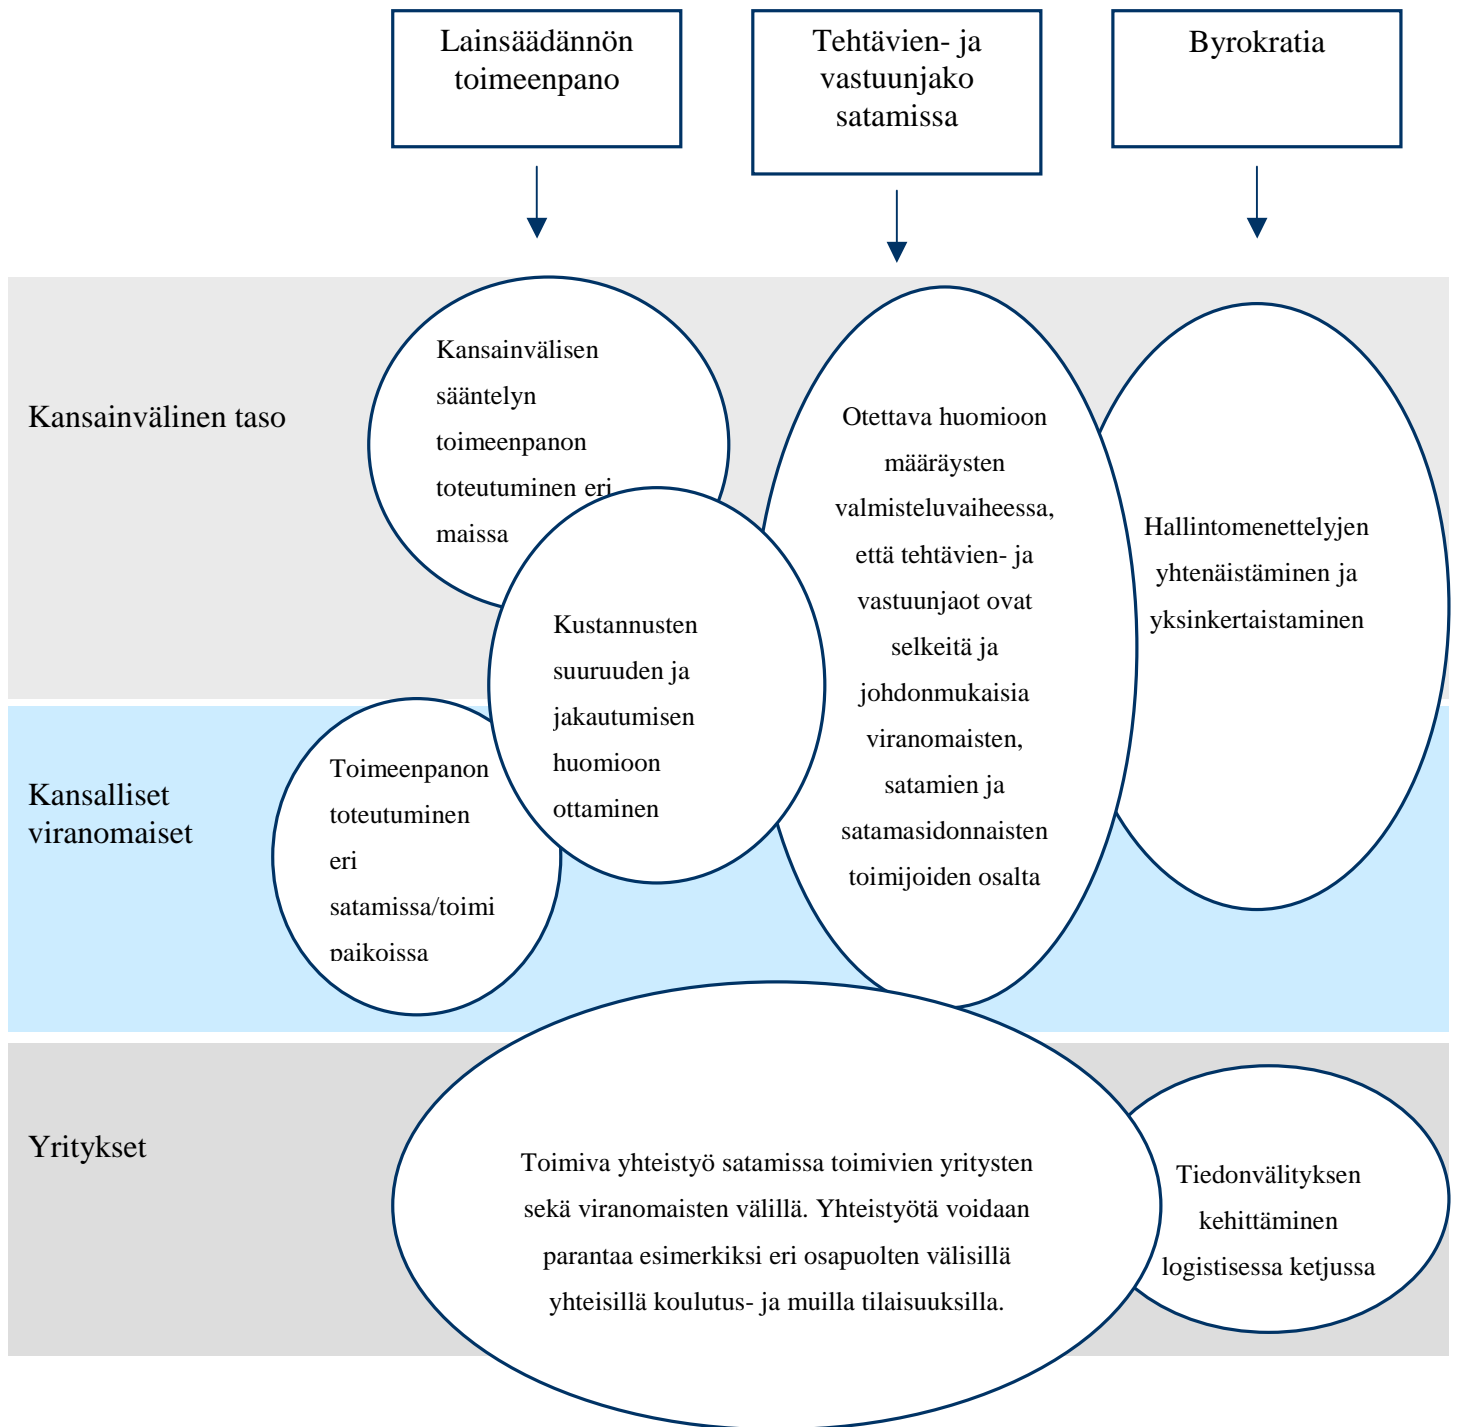 Lainsäädännön
toimeenpano
Tehtävien- ja
vastuunjako
satamissa
Byrokratia
Kansainvälinen taso
Kansainvälisen
sääntelyn
toimeenpanon
toteutuminen eri
maissa
Kustannusten
suuruuden ja
jakautumisen
huomioon
ottaminen
Otettava huomioon
määräysten
valmisteluvaiheessa,
että tehtävien- ja
vastuunjaot ovat
selkeitä ja
johdonmukaisia
viranomaisten,
satamien ja
satamasidonnaisten
toimijoiden osalta
Hallintomenettelyjen
yhtenäistäminen ja
yksinkertaistaminen
Kansalliset
viranomaiset
Toimeenpanon
toteutuminen
eri
satamissa/toimi
paikoissa
Yritykset
Toimiva yhteistyö satamissa toimivien yritysten
sekä viranomaisten välillä. Yhteistyötä voidaan
parantaa esimerkiksi eri osapuolten välisillä
yhteisillä koulutus- ja muilla tilaisuuksilla.
Tiedonvälityksen
kehittäminen
logistisessa ketjussa